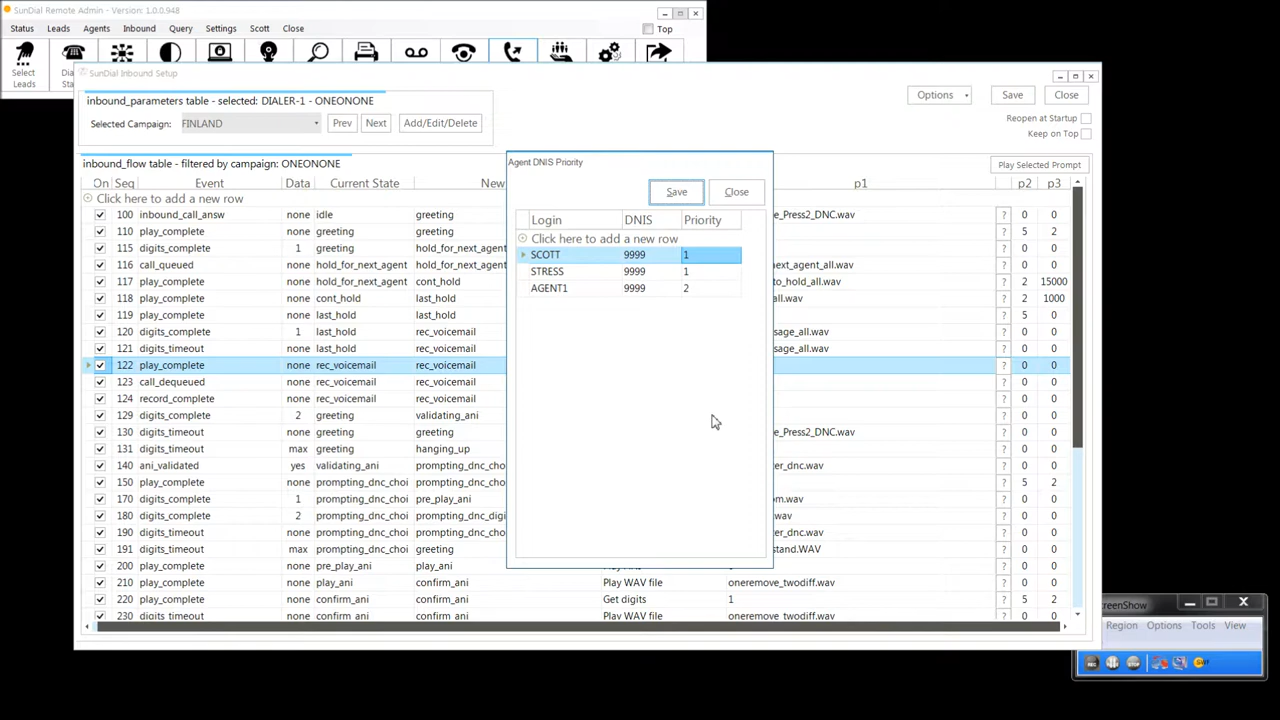 SunDial Remote Admin - Version: 1.0.0.948
Status Leads Agents Inbound Query Settings Scott Close
Top
Select Leads
SunDial Inbound Setup
inbound_parameters table - selected: DIALER-1 - ONEONONE
Options Save Close
Selected Campaign: FINLAND Prev Next Add/Edit/Delete
Reopen at Startup
Keep on Top
inbound_flow table - filtered by campaign: ONEONONE
Play Selected Prompt
On Seq Event Data Current State New p1 p2 p3
Click here to add a new row
100 inbound_call_answ none idle greeting e_Press2_DNC.wav ? 0 0
110 play_complete none greeting greeting ? 5 2
115 digits_complete 1 greeting hold_for_next_agent ? 0 0
116 call_queued none hold_for_next_agent hold_for_next_agent next_agent_all.wav ? 0 0
117 play_complete none hold_for_next_agent cont_hold to_hold_all.wav ? 2 15000
118 play_complete none cont_hold last_hold all.wav ? 2 1000
119 play_complete none last_hold last_hold ? 5 0
120 digits_complete 1 last_hold rec_voicemail sage_all.wav ? 0 0
121 digits_timeout none last_hold rec_voicemail sage_all.wav ? 0 0
122 play_complete none rec_voicemail rec_voicemail ? 0 0
123 call_dequeued none rec_voicemail rec_voicemail ? 0 0
124 record_complete none rec_voicemail rec_voicemail ? 0 0
129 digits_complete 2 greeting validating_ani ? 0 0
130 digits_timeout none greeting greeting e_Press2_DNC.wav ? 0 0
131 digits_timeout max greeting hanging_up ? 0 0
140 ani_validated yes validating_ani prompting_dnc_cho er_dnc.wav ? 0 0
150 play_complete none prompting_dnc_choi prompting_dnc_cho ? 5 2
170 digits_complete 1 prompting_dnc_choi pre_play_ani om.wav ? 0 0
180 digits_complete 2 prompting_dnc_choi prompting_dnc_digi ? 0 0
190 digits_timeout none prompting_dnc_choi prompting_dnc_cho er_dnc.wav ? 0 0
191 digits_timeout max prompting_dnc_choi greeting stand.WAV ? 0 0
200 play_complete none pre_play_ani play_ani ? 0 0
210 play_complete none play_ani confirm_ani Play WAV file oneremove_twodiff.wav ? 0 0
220 play_complete none confirm_ani confirm_ani Get digits 1 ? 5 2
230 digits_timeout none confirm_ani confirm_ani Play WAV file oneremove_twodiff.wav ? 0 0
Agent DNIS Priority
Save Close
Login DNIS Priority
Click here to add a new row
SCOTT 9999 1
STRESS 9999 1
AGENT1 9999 2
reenShow
Region Options Tools View
REC STOP SWF